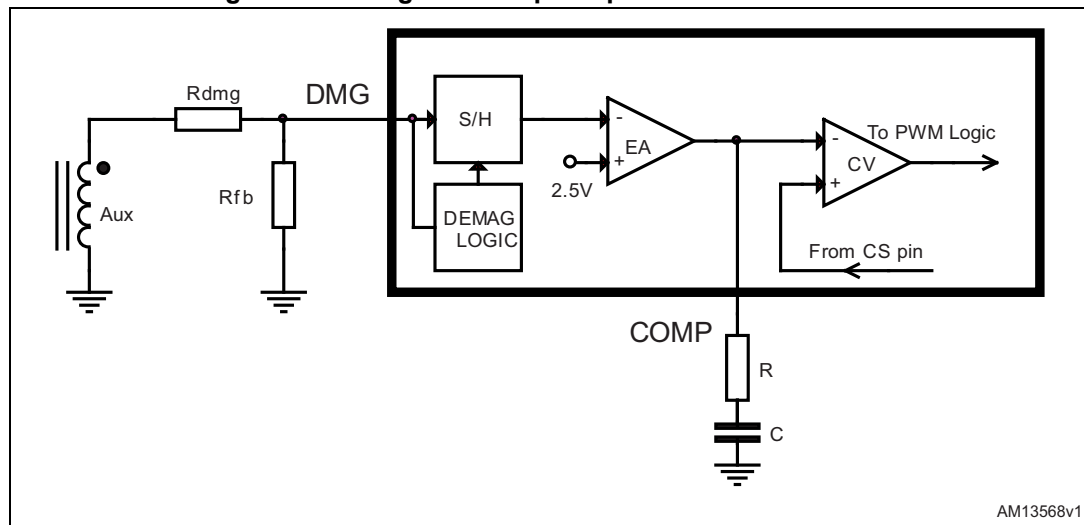 Rdmg
DMG
S/H
-
EA
+
2.5V
-
CV
+
To PWM Logic
Aux
Rfb
DEMAG
LOGIC
From CS pin
COMP
R
C
AM13568v1